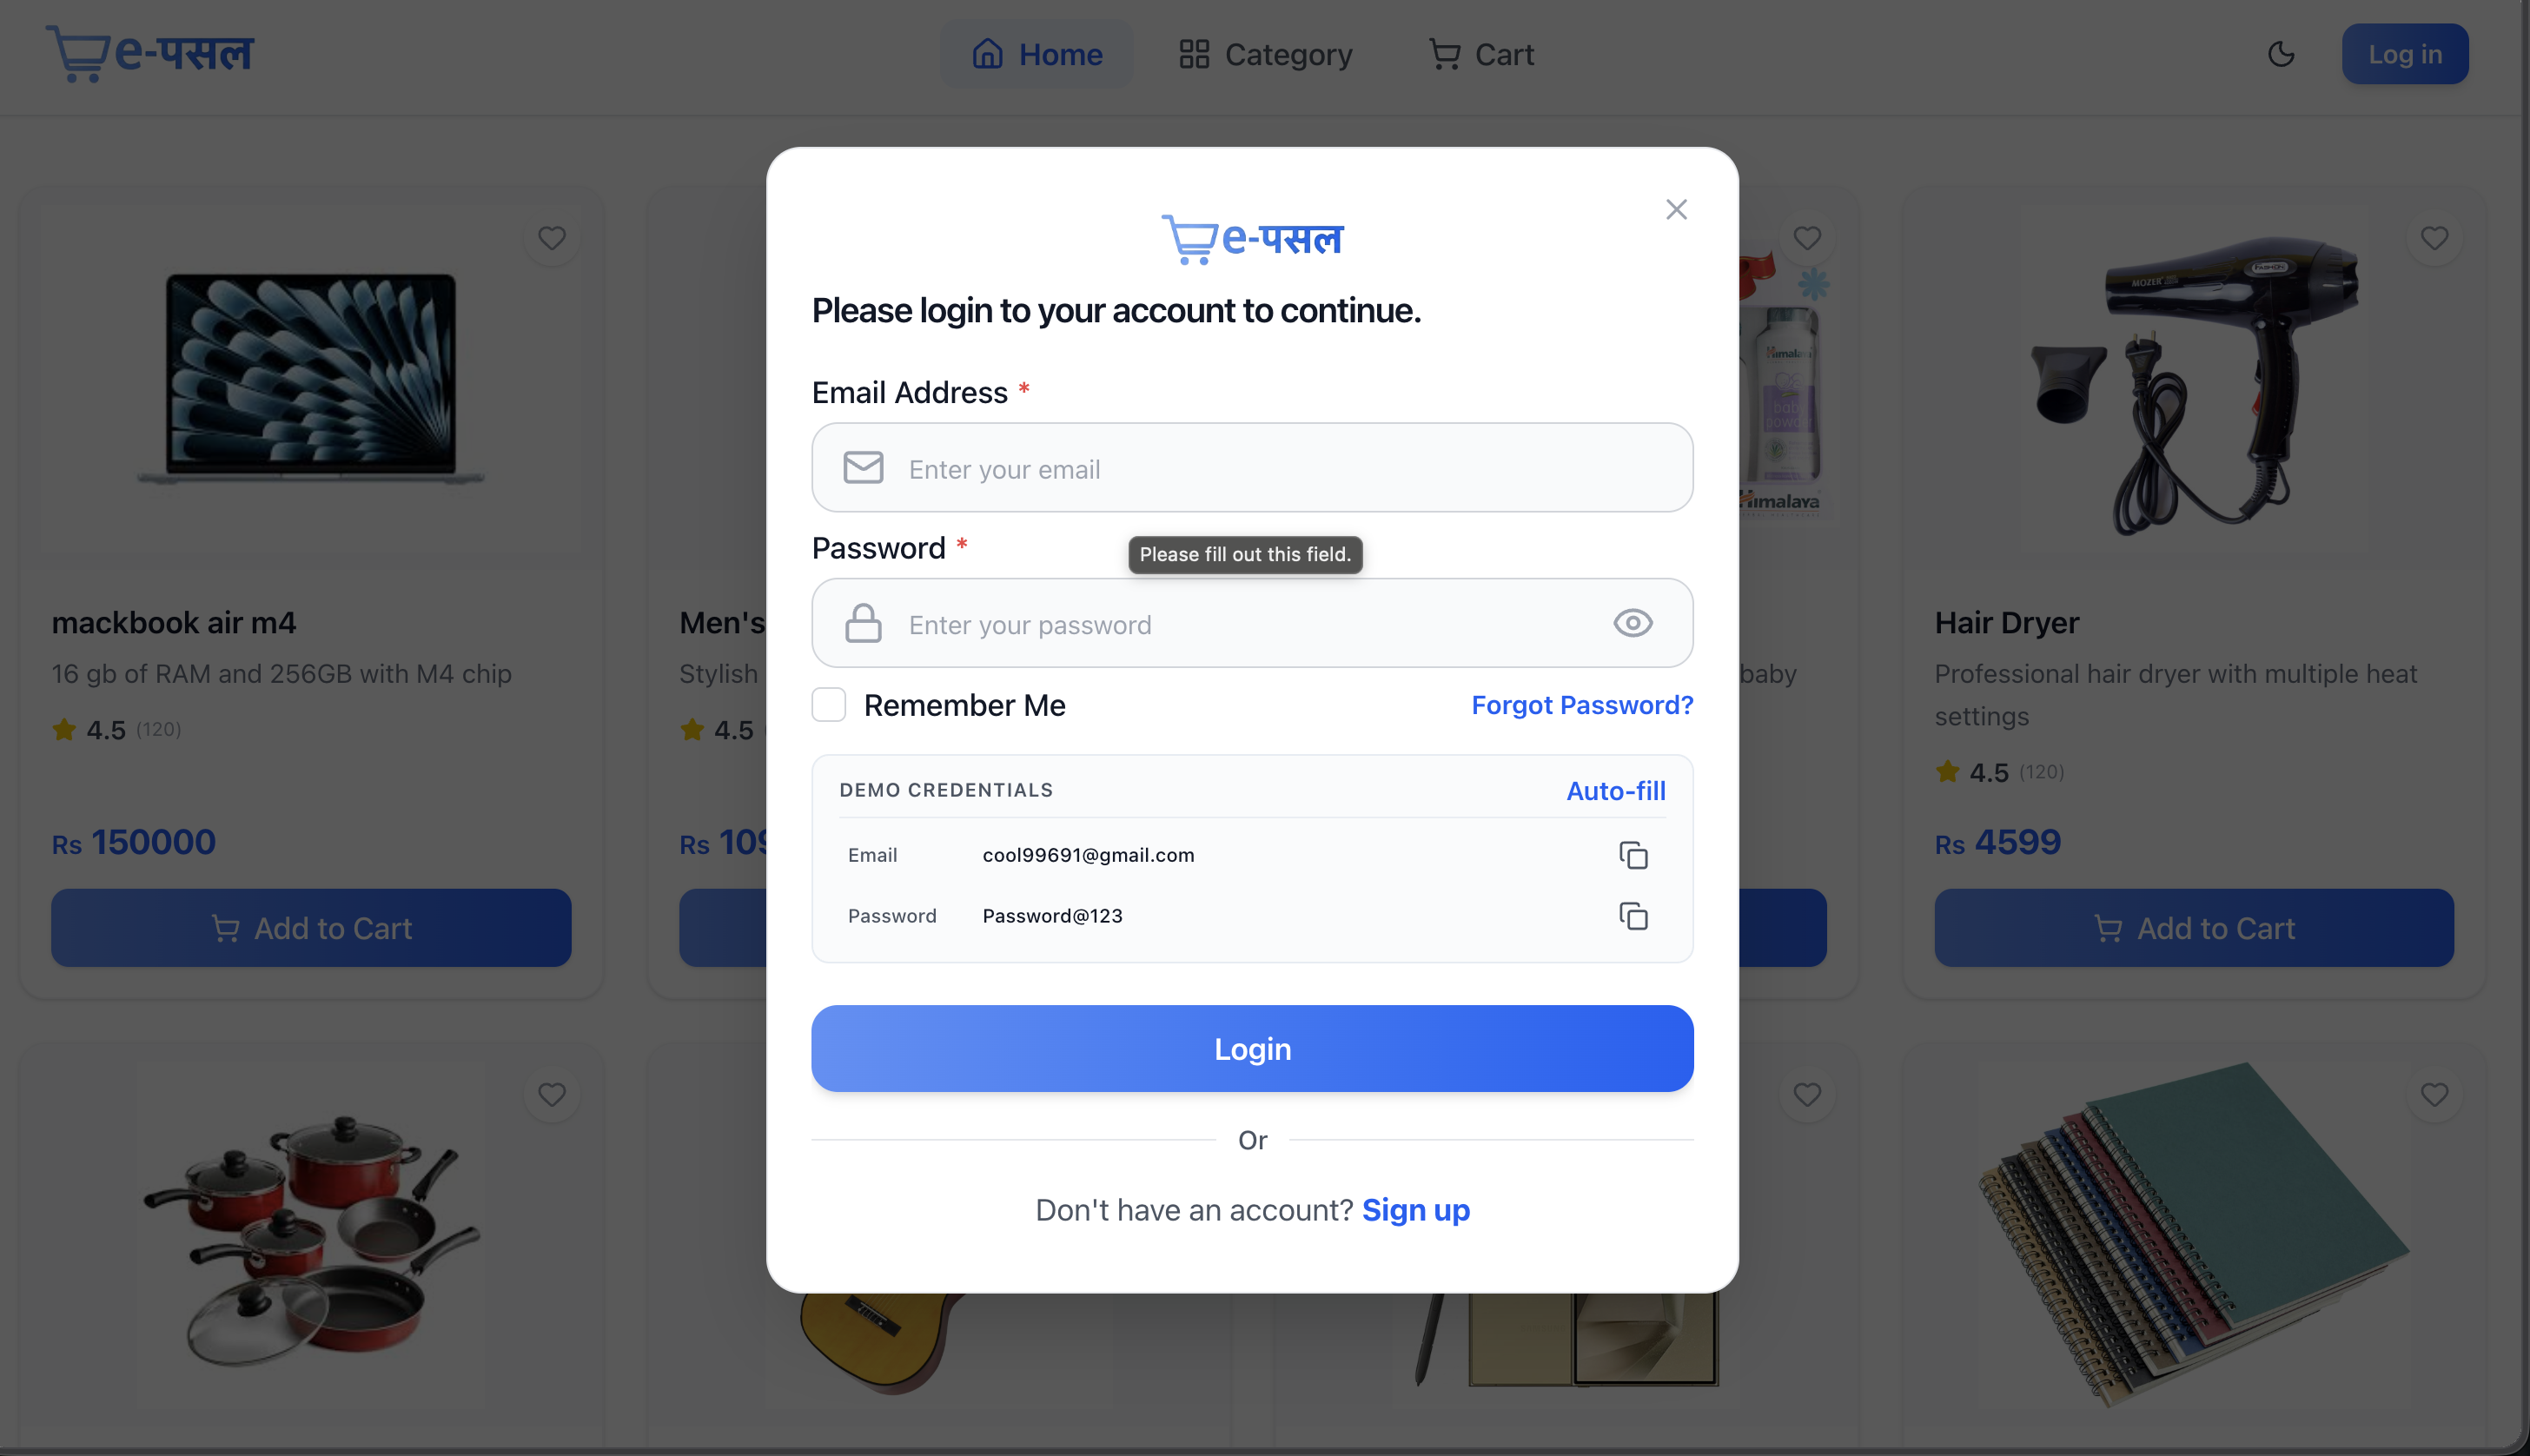 e-पसल
Home
Category
Cart
Log in
e-पसल
Please login to your account to continue.
Email Address *
Enter your email
Password *
Please fill out this field.
Enter your password
Remember Me
Forgot Password?
DEMO CREDENTIALS
Auto-fill
Email
cool99691@gmail.com
Password
Password@123
Login
Or
Don't have an account? Sign up
mackbook air m4
16 gb of RAM and 256GB with M4 chip
4.5 (120)
Rs 150000
Add to Cart
Men's
Stylish
4.5
Rs
Himalaya
baby
MOZER
Hair Dryer
Professional hair dryer with multiple heat
settings
4.5 (120)
Rs 4599
Add to Cart